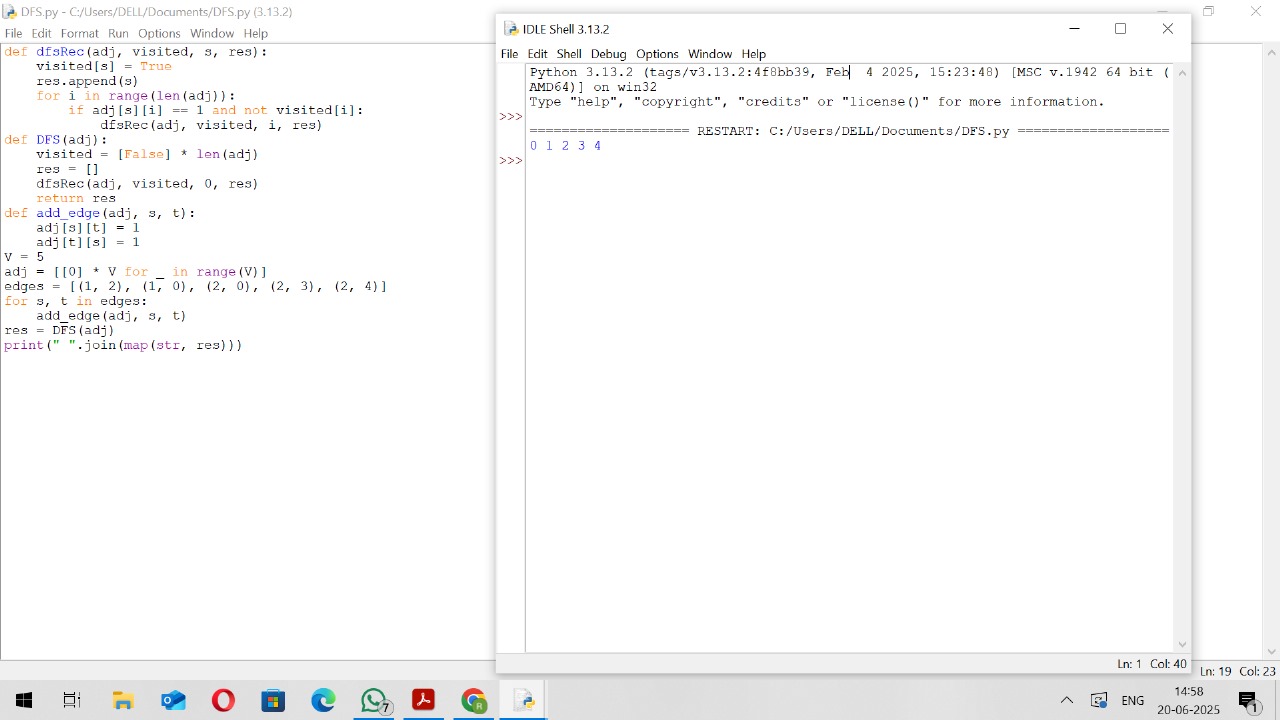 DFS.py - C:/Users/DELL/Documents/DFS.py (3.13.2)
File Edit Format Run Options Window Help
def dfsRec(adj, visited, s, res):
    visited[s] = True
    res.append(s)
    for i in range(len(adj)):
        if adj[s][i] == 1 and not visited[i]:
            dfsRec(adj, visited, i, res)
def DFS(adj):
    visited = [False] * len(adj)
    res = []
    dfsRec(adj, visited, 0, res)
    return res
def add_edge(adj, s, t):
    adj[s][t] = 1
    adj[t][s] = 1
V = 5
adj = [[0] * V for _ in range(V)]
edges = [(1, 2), (1, 0), (2, 0), (2, 3), (2, 4)]
for s, t in edges:
    add_edge(adj, s, t)
res = DFS(adj)
print(" ".join(map(str, res)))
IDLE Shell 3.13.2
File Edit Shell Debug Options Window Help
Python 3.13.2 (tags/v3.13.2:4f8bb39, Feb  4 2025, 15:23:48) [MSC v.1942 64 bit (
AMD64)] on win32
Type "help", "copyright", "credits" or "license()" for more information.
>>>
==================== RESTART: C:/Users/DELL/Documents/DFS.py ===================
0 1 2 3 4
>>>
Ln: 1 Col: 40
Ln: 19 Col: 23
7
ENG
14:58
20-06-2025
1